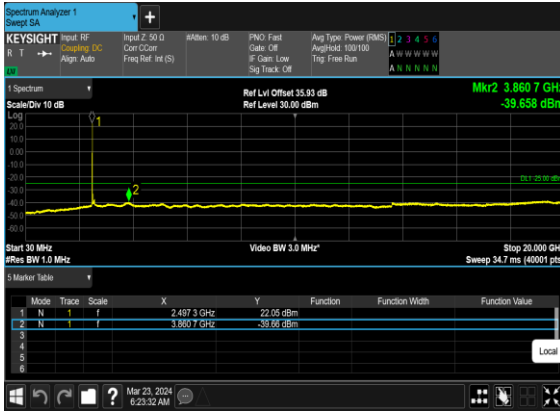 Spectrum Analyzer 1
Swept SA
+
KEYSIGHT Input: RF Input Z: 50 Ω #Atten: 10 dB PNO: Fast Avg Type: Power (RMS) 1 2 3 4 5 6
R T Coupling: DC Corr CCorr Gate: Off Avg|Hold: 100/100 A W W W W W
Align: Auto Freq Ref: Int (S) IF Gain: Low Trig: Free Run
Sig Track: Off A N N N N N
1 Spectrum Ref Lvl Offset 35.93 dB Mkr2 3.860 7 GHz
Scale/Div 10 dB Ref Level 30.00 dBm -39.658 dBm
Log
20.0
10.0
0.00
-10.0
-20.0
-30.0
-40.0
-50.0
-60.0
1
2
DL1 -25.00 dBm
Start 30 MHz Video BW 3.0 MHz* Stop 20.000 GHz
#Res BW 1.0 MHz Sweep 34.7 ms (40001 pts)
5 Marker Table
Mode Trace Scale X Y Function Function Width Function Value
1 N 1 f 2.497 3 GHz 22.05 dBm
2 N 1 f 3.860 7 GHz -39.66 dBm
3
4
5
6
Local
?
Mar 23, 2024
6:23:32 AM